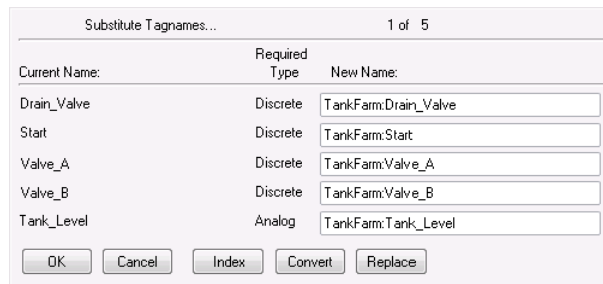 Substitute Tagnames... 1 of 5
Required
Current Name: Type New Name:
Drain_Valve Discrete TankFarm:Drain_Valve
Start Discrete TankFarm:Start
Valve_A Discrete TankFarm:Valve_A
Valve_B Discrete TankFarm:Valve_B
Tank_Level Analog TankFarm:Tank_Level
OK Cancel Index Convert Replace